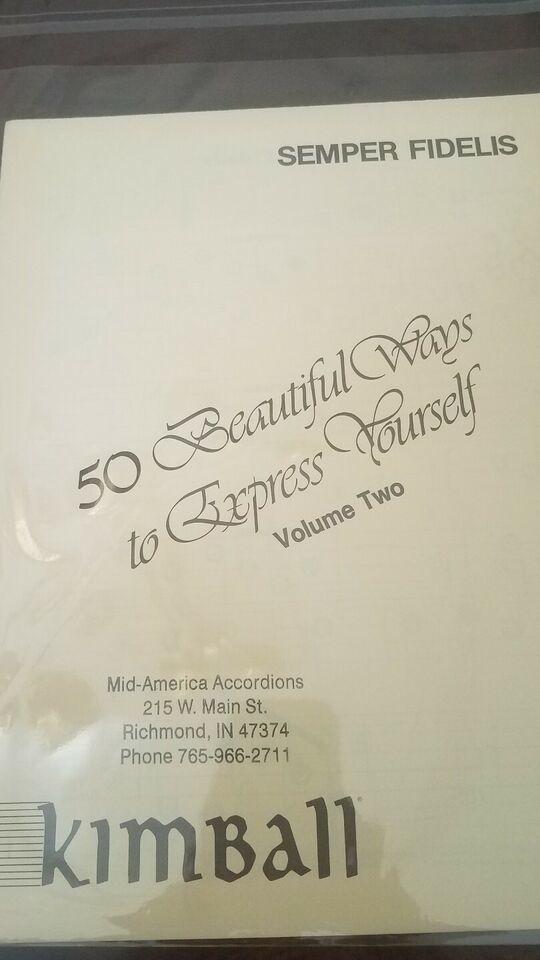 SEMPER FIDELIS
50 Beautiful Ways
to Express Yourself
Volume Two
Mid-America Accordions
215 W. Main St.
Richmond, IN 47374
Phone 765-966-2711
kimball®